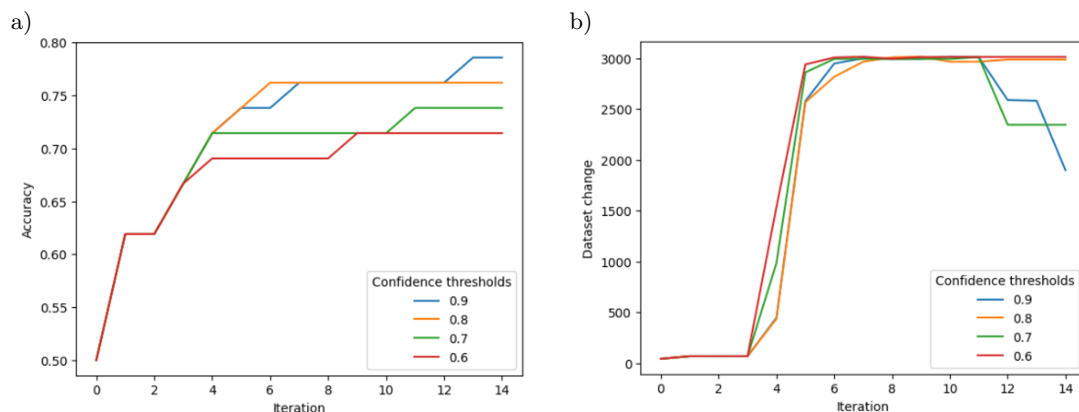 a)
0.80
0.75
0.70
0.65
0.60
0.55
0.50
Accuracy
0 2 4 6 8 10 12 14
Iteration
Confidence thresholds
0.9
0.8
0.7
0.6
b)
3000
2500
2000
1500
1000
500
0
Dataset change
0 2 4 6 8 10 12 14
Iteration
Confidence thresholds
0.9
0.8
0.7
0.6